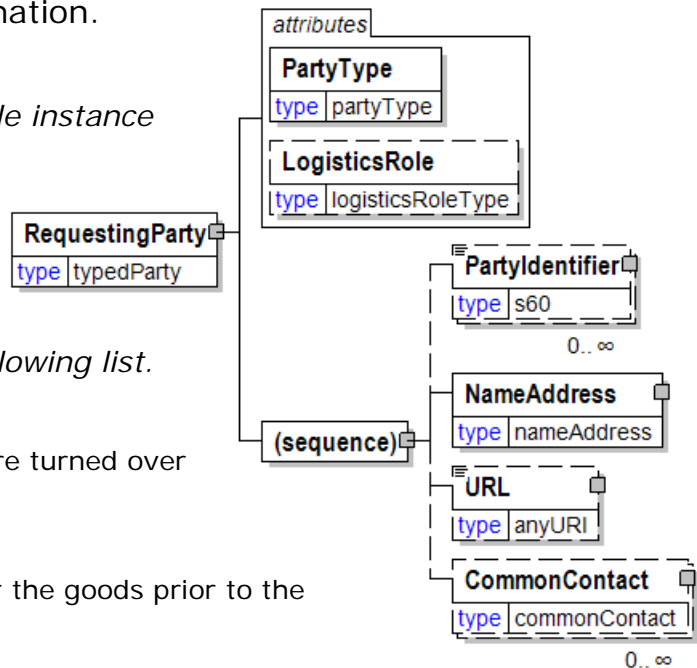 nation.
le instance
lowing list.
re turned over
r the goods prior to the
attributes
PartyType
type partyType
LogisticsRole
type logisticsRoleType
RequestingParty
type typedParty
(sequence)
PartyIdentifier
type s60
0.. ∞
NameAddress
type nameAddress
URL
type anyURI
CommonContact
type commonContact
0.. ∞